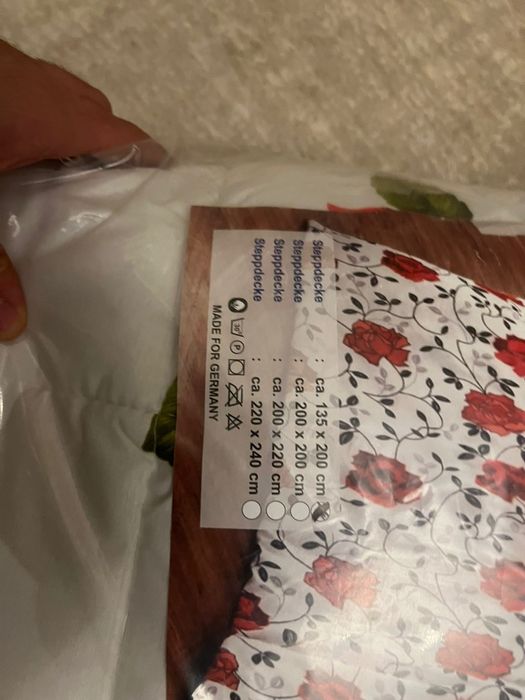 Steppdecke : ca. 135 x 200 cm
Steppdecke : ca. 200 x 200 cm
Steppdecke : ca. 200 x 220 cm
Steppdecke : ca. 220 x 240 cm
30° P
MADE FOR GERMANY